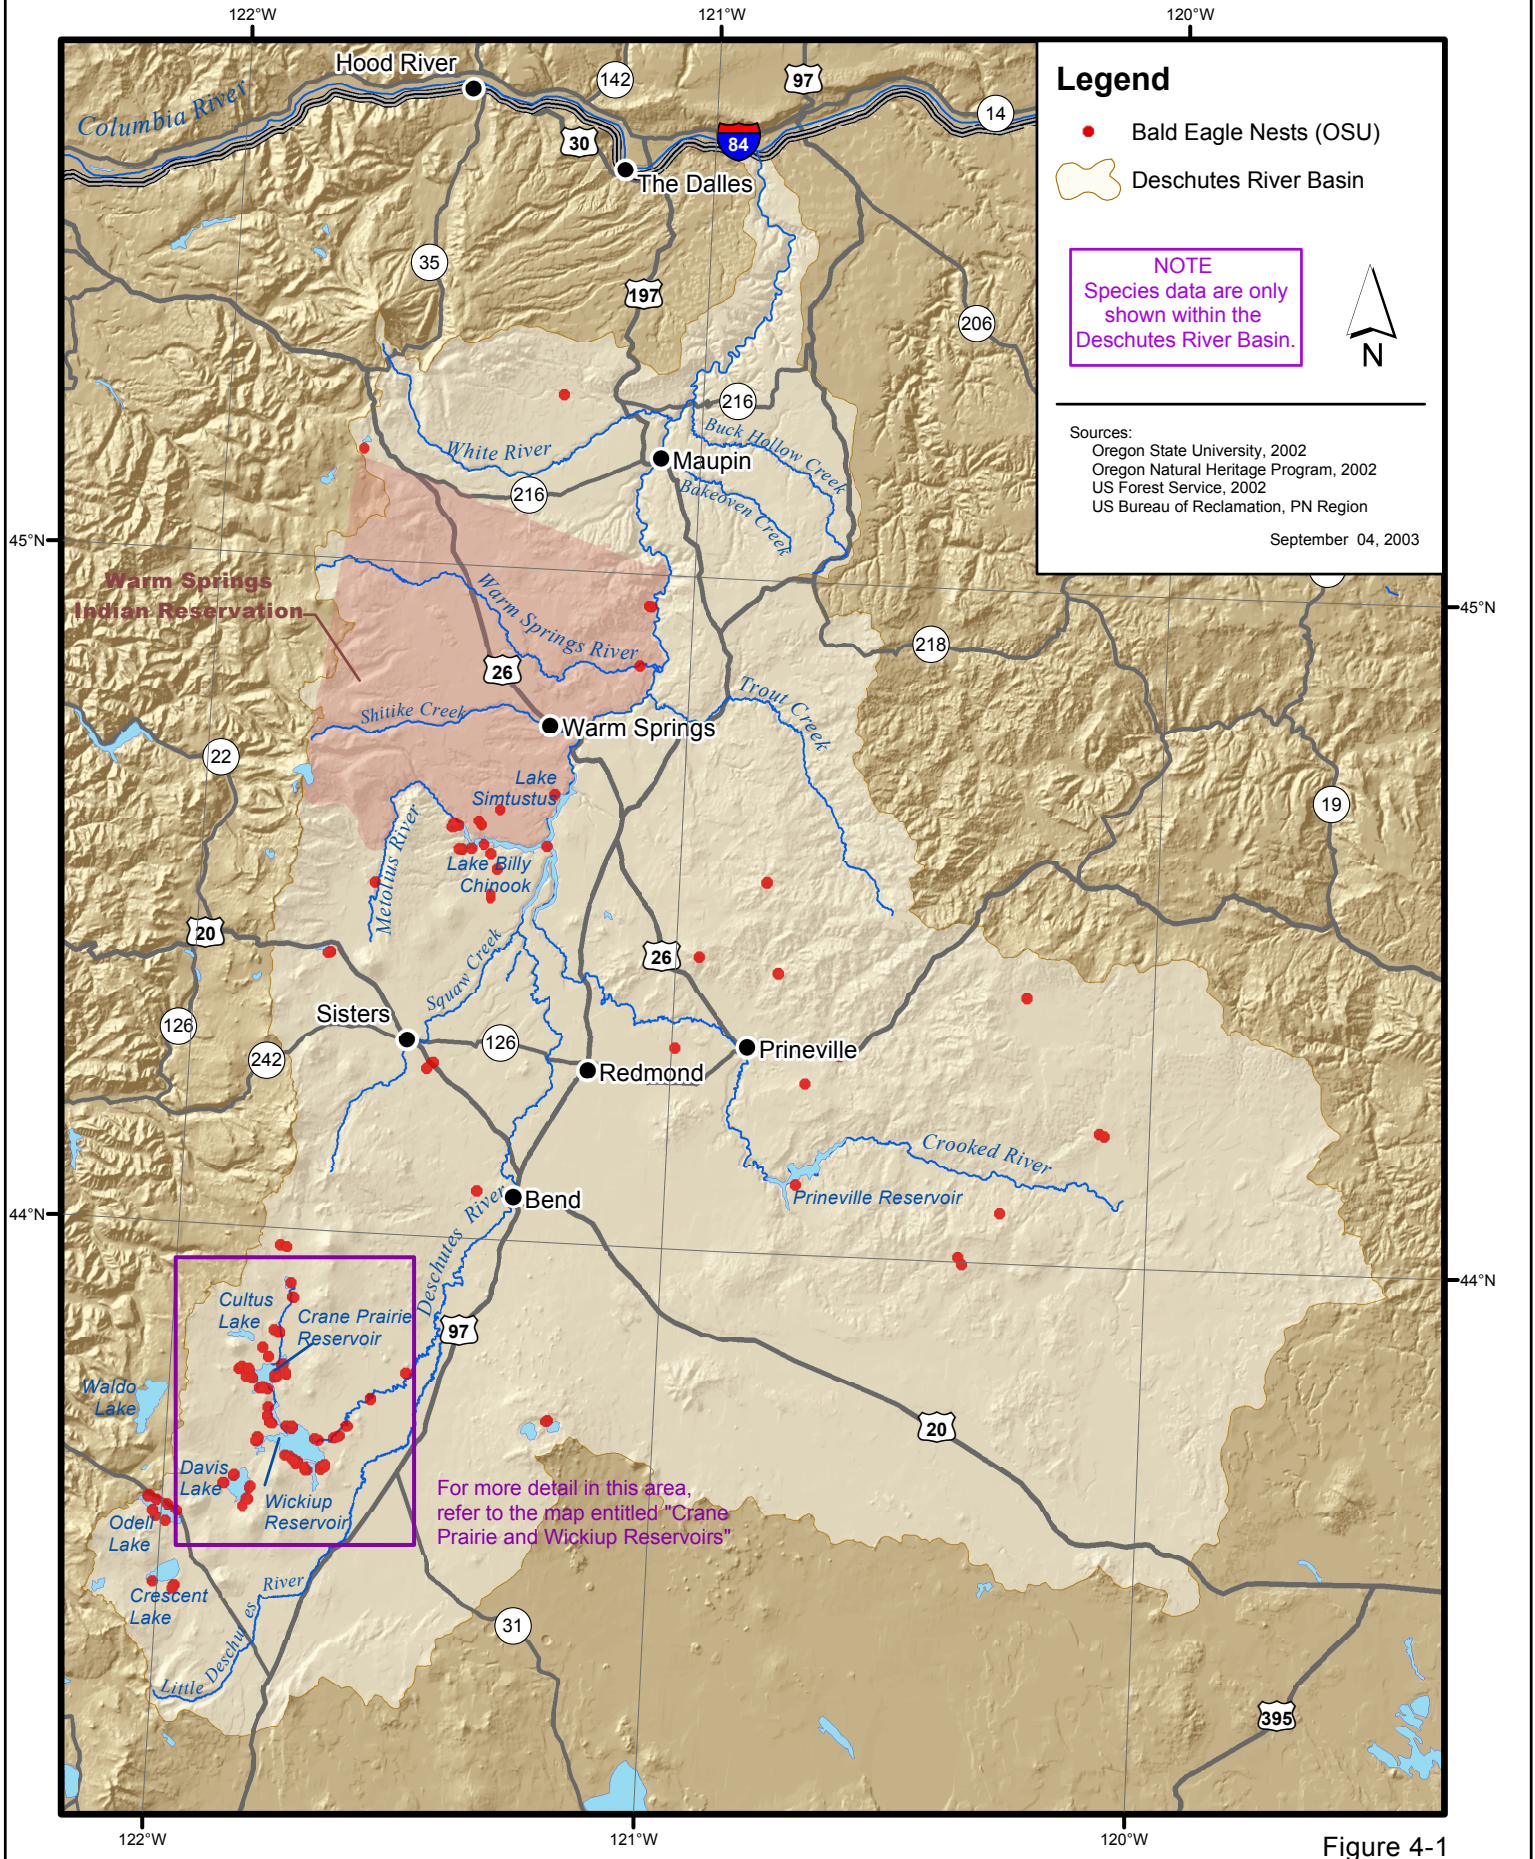 122°W
121°W
120°W
Hood River
142
97
14
Columbia River
30
84
The Dalles
Legend
Bald Eagle Nests (OSU)
Deschutes River Basin
NOTE
Species data are only
shown within the
Deschutes River Basin.
N
Sources:
Oregon State University, 2002
Oregon Natural Heritage Program, 2002
US Forest Service, 2002
US Bureau of Reclamation, PN Region
September 04, 2003
35
197
206
216
Buck Hollow Creek
White River
Maupin
216
Bakeoven Creek
45°N
45°N
Warm Springs
Indian Reservation
Warm Springs River
218
26
Trout Creek
Shitike Creek
Warm Springs
22
Lake
Simtustus
19
Metolius River
Lake Billy
Chinook
20
26
Squaw Creek
Sisters
126
126
242
Prineville
Redmond
Crooked River
Prineville Reservoir
Bend
44°N
44°N
Deschutes River
Cultus
Lake
Crane Prairie
Reservoir
97
Waldo
Lake
20
Davis
Lake
Wickiup
Reservoir
For more detail in this area,
refer to the map entitled "Crane
Prairie and Wickiup Reservoirs"
Odell
Lake
Crescent
Lake
Little Deschutes River
31
395
122°W
121°W
120°W
Figure 4-1